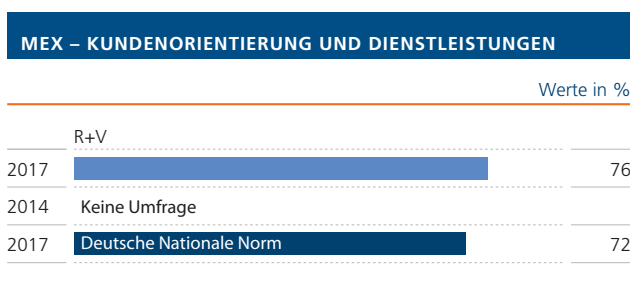 MEX – KUNDENORIENTIERUNG UND DIENSTLEISTUNGEN
Werte in %
R+V
2017 76
2014 Keine Umfrage
2017 Deutsche Nationale Norm 72